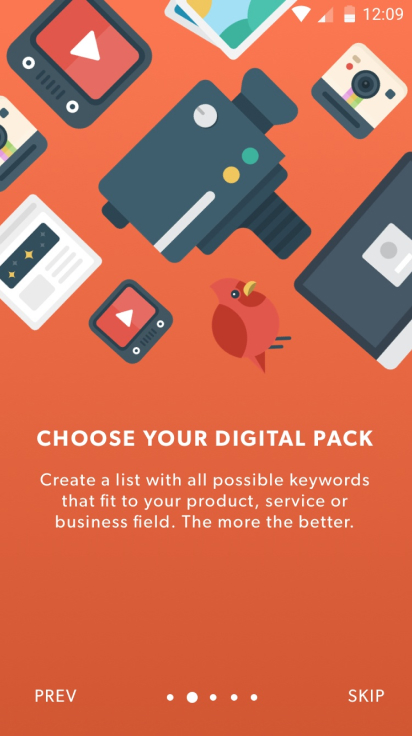 12:09
CHOOSE YOUR DIGITAL PACK
Create a list with all possible keywords
that fit to your product, service or
business field. The more the better.
PREV
SKIP